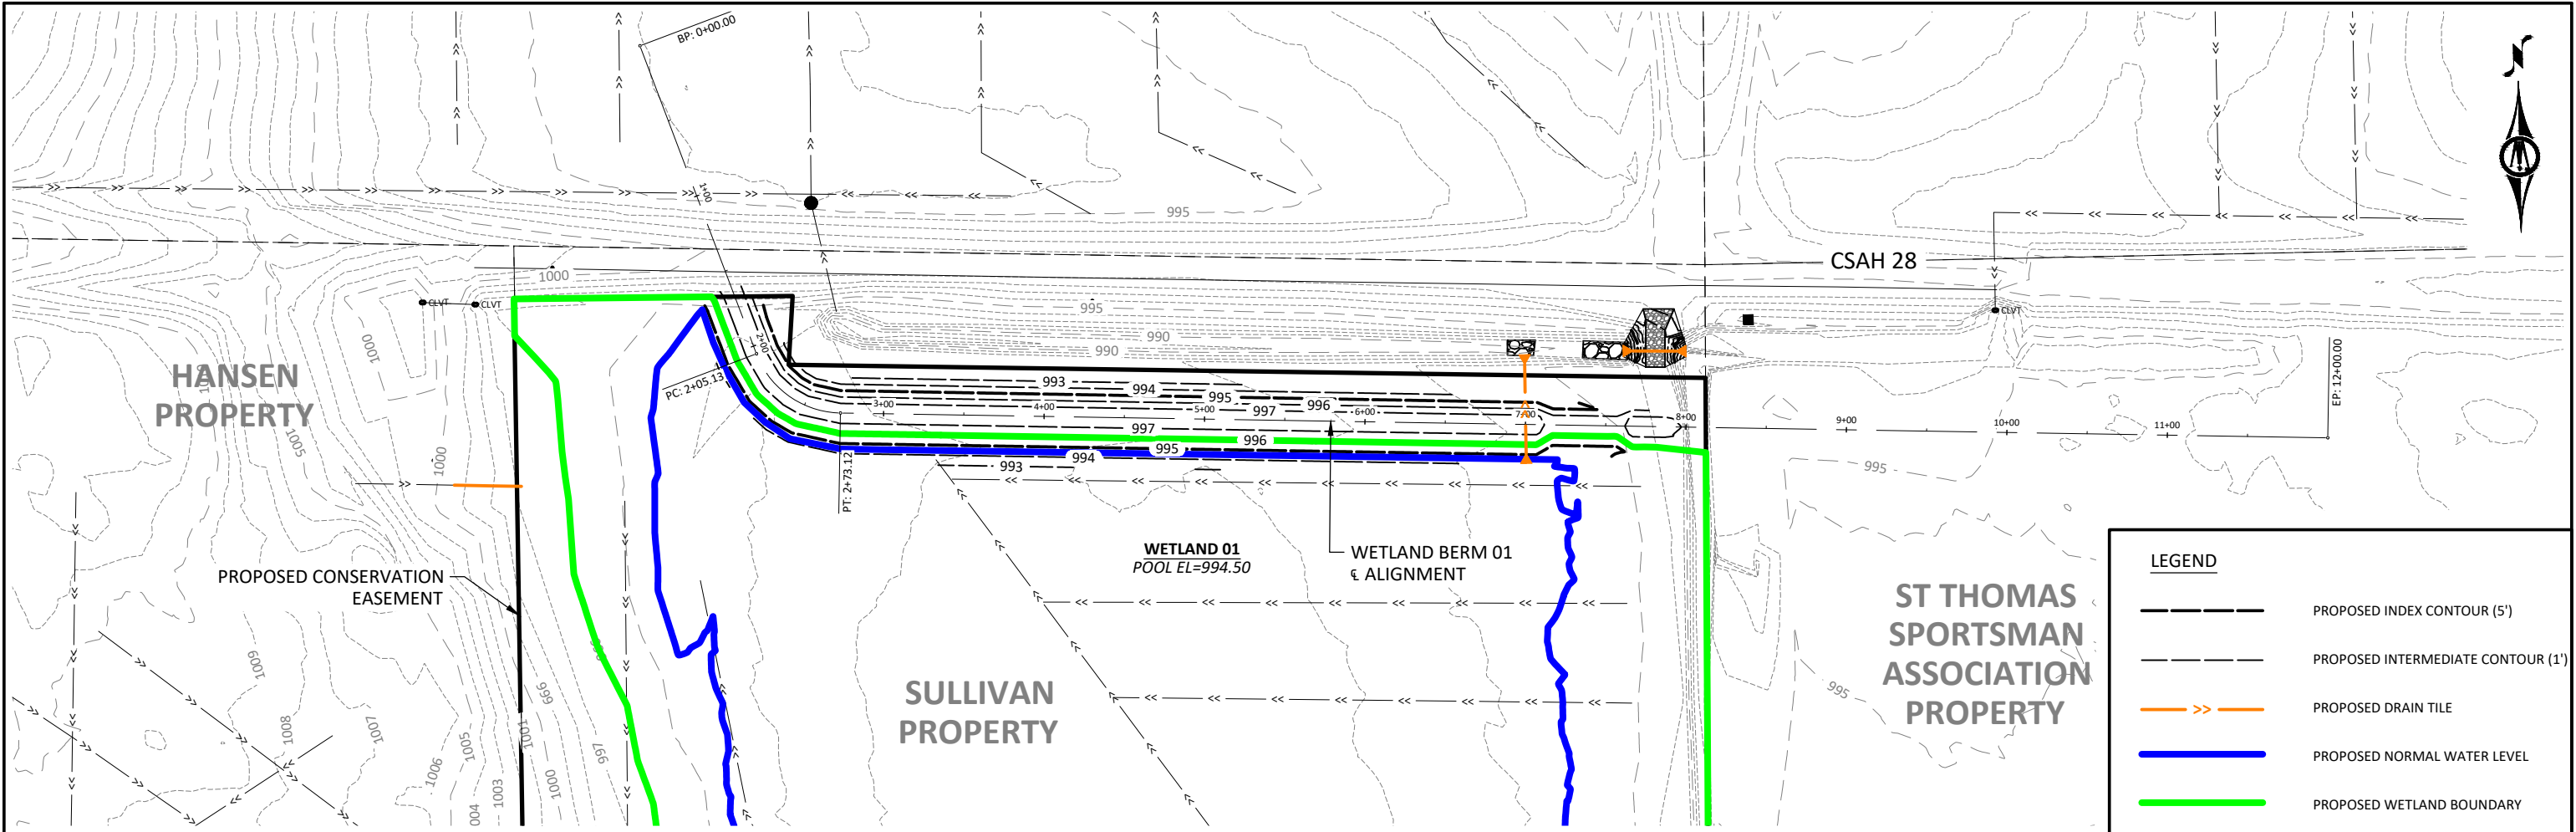 BP: 0+00.00
1+00
995
CSAH 28
1000
CLVT
CLVT
CLVT
995
990
990
1000
HANSEN
PROPERTY
2+00
PC: 2+05.13
PT: 2+73.12
EP: 12+00.00
993
994
995
996
997
3+00
4+00
5+00
6+00
7+00
8+00
9+00
10+00
11+00
997
996
995
994
993
1005
1000
995
WETLAND 01
POOL EL=994.50
WETLAND BERM 01
℄ ALIGNMENT
PROPOSED CONSERVATION
EASEMENT
SULLIVAN
PROPERTY
ST THOMAS
SPORTSMAN
ASSOCIATION
PROPERTY
995
1009
1008
1007
1006
1005
1004
1003
1001
1000
999
997
LEGEND
PROPOSED INDEX CONTOUR (5')
PROPOSED INTERMEDIATE CONTOUR (1')
PROPOSED DRAIN TILE
PROPOSED NORMAL WATER LEVEL
PROPOSED WETLAND BOUNDARY